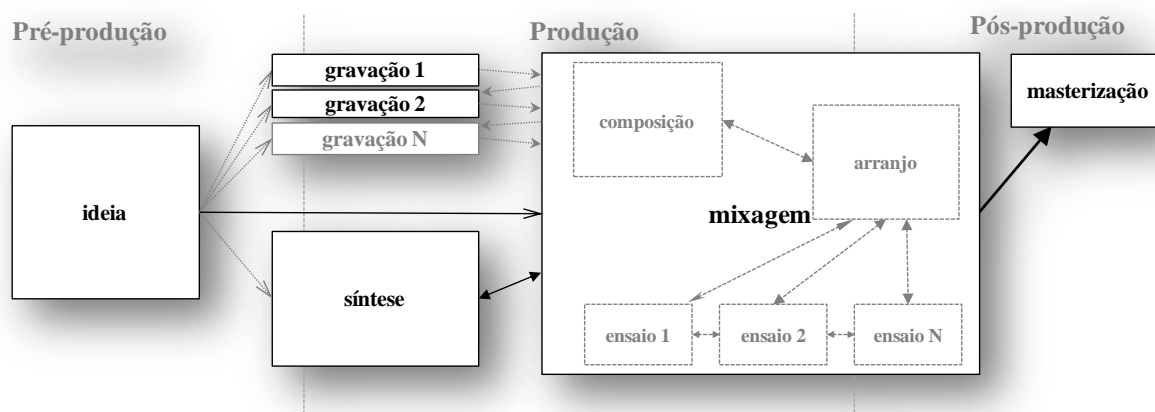 Pré-produção
Produção
Pós-produção
gravação 1
gravação 2
gravação N
ideia
síntese
composição
arranjo
mixagem
ensaio 1
ensaio 2
ensaio N
masterização